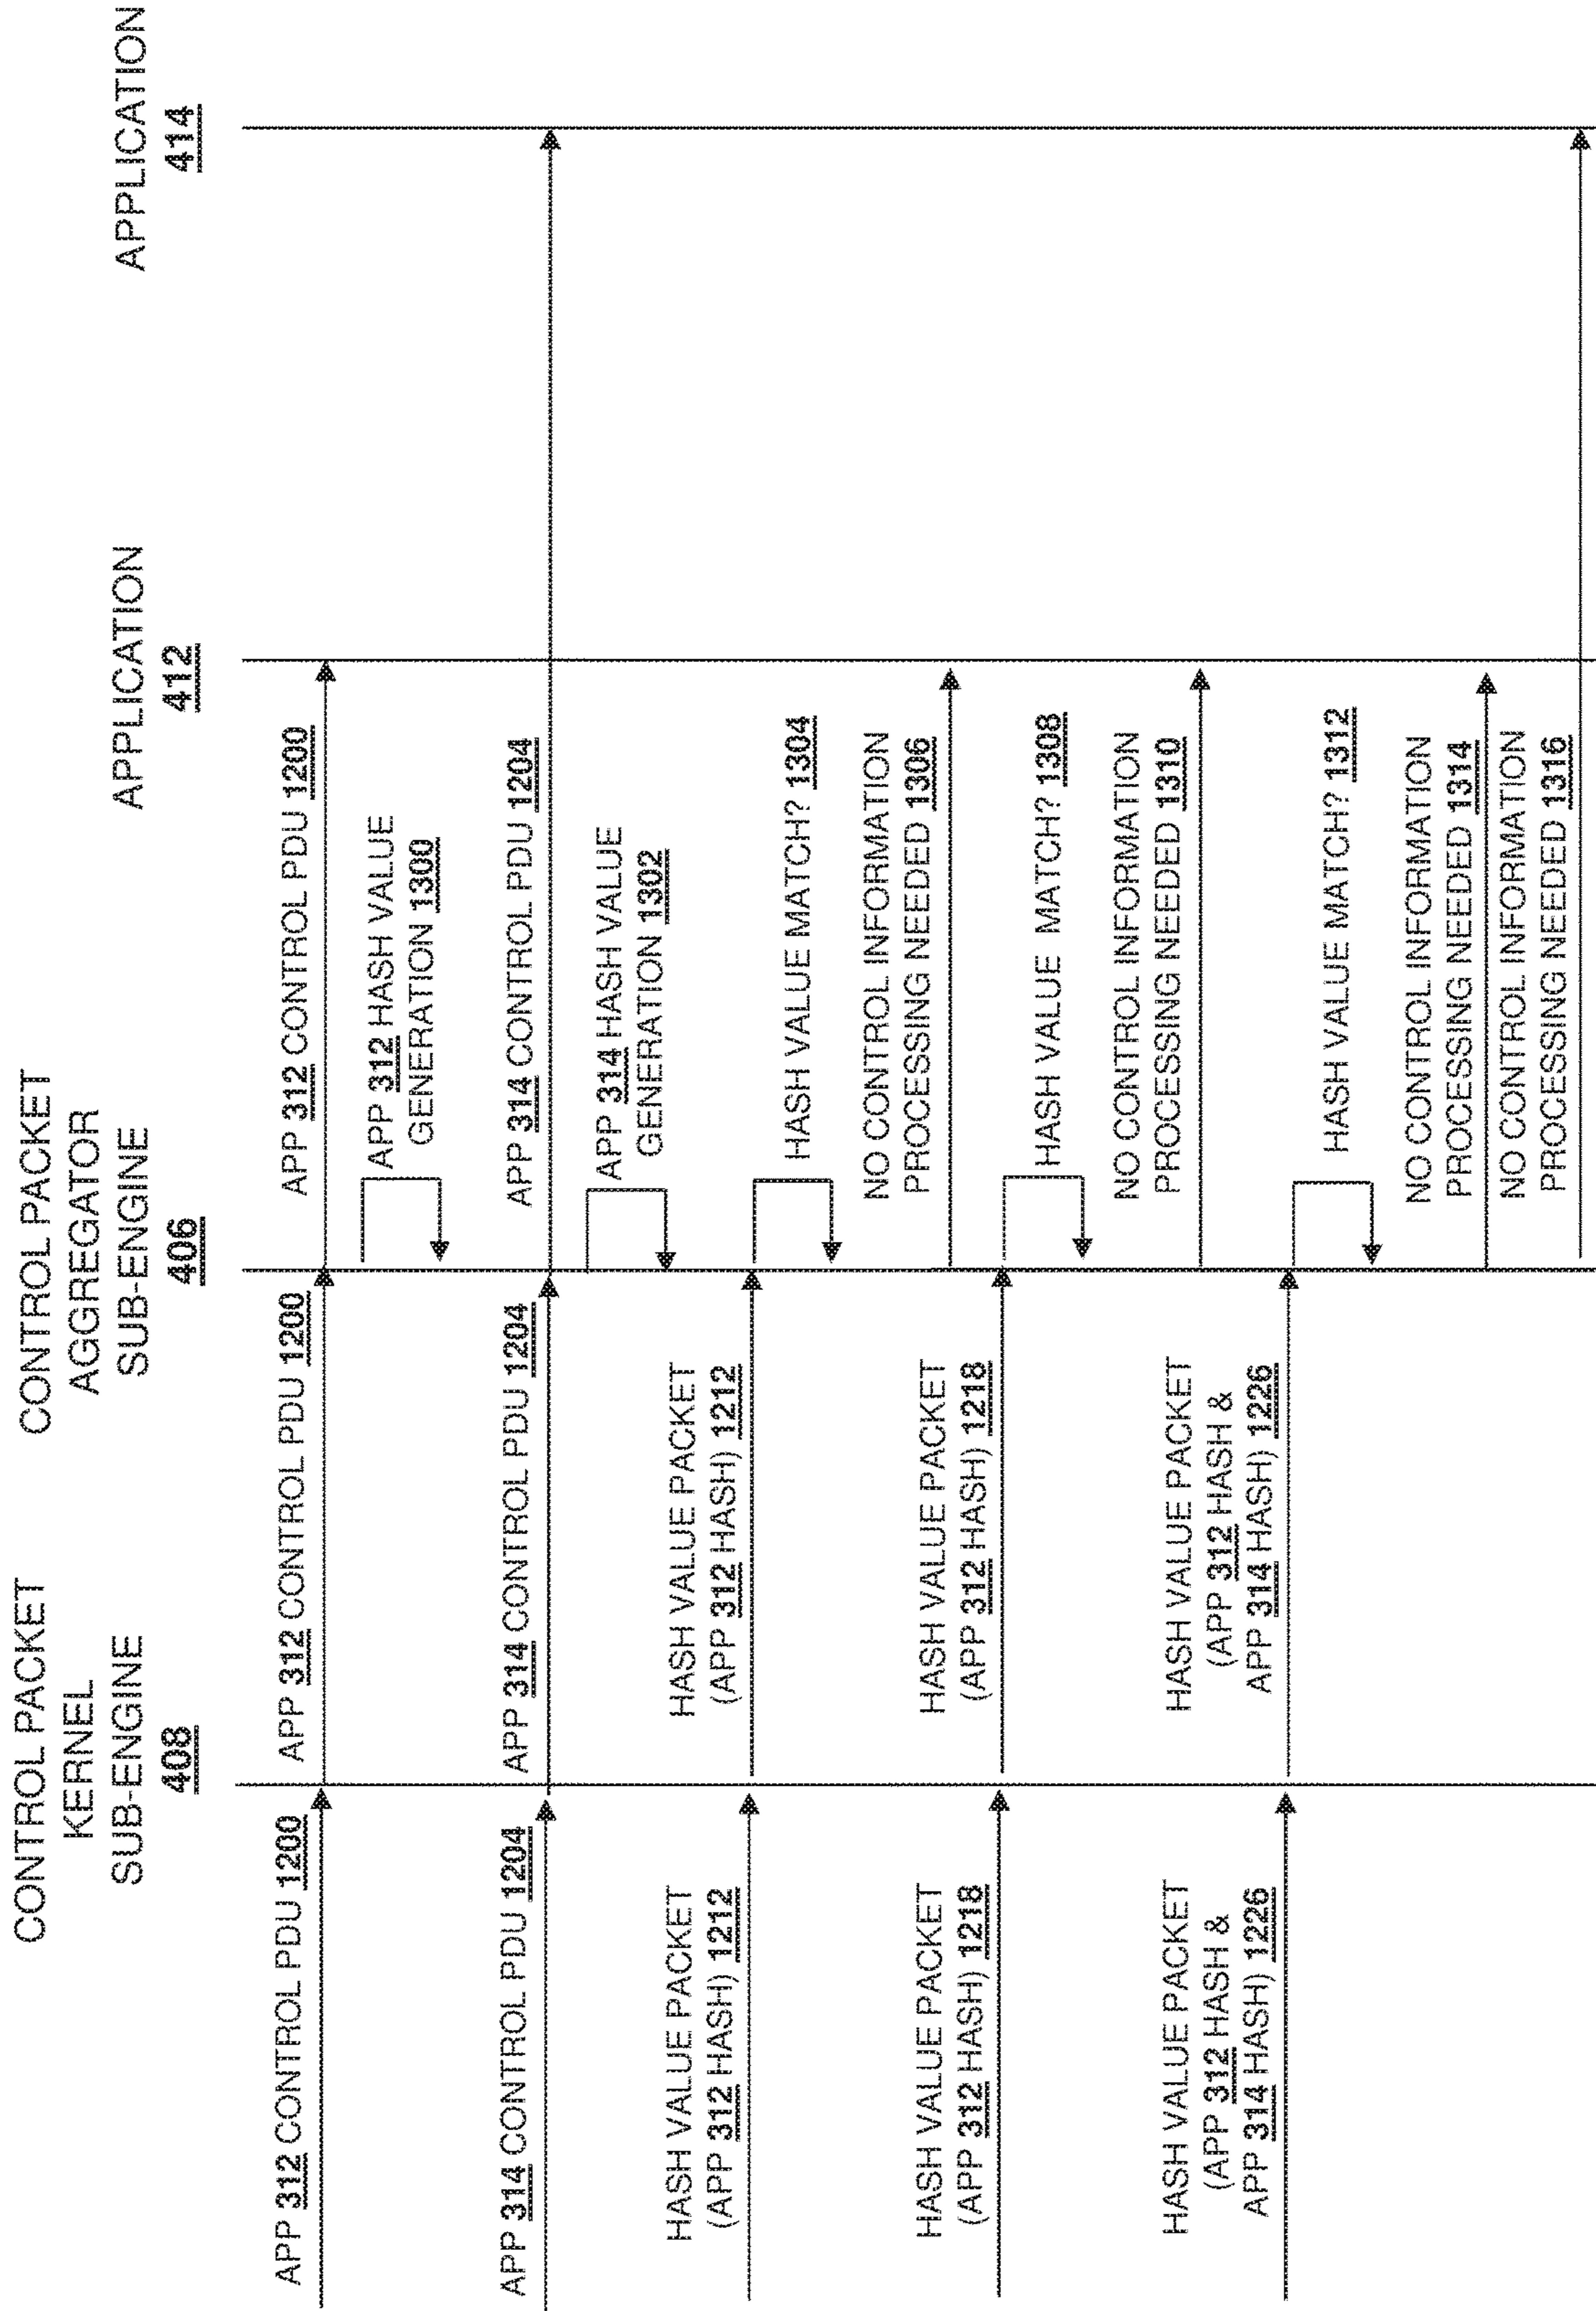 CONTROL PACKET
KERNEL
SUB-ENGINE
408
CONTROL PACKET
AGGREGATOR
SUB-ENGINE
406
APPLICATION
412
APPLICATION
414
APP 312 CONTROL PDU 1200
APP 312 CONTROL PDU 1200
APP 312 CONTROL PDU 1200
APP 312 HASH VALUE
GENERATION 1300
APP 314 CONTROL PDU 1204
APP 314 CONTROL PDU 1204
APP 314 CONTROL PDU 1204
APP 314 HASH VALUE
GENERATION 1302
HASH VALUE PACKET
(APP 312 HASH) 1212
HASH VALUE PACKET
(APP 312 HASH) 1212
HASH VALUE MATCH? 1304
NO CONTROL INFORMATION
PROCESSING NEEDED 1306
HASH VALUE PACKET
(APP 312 HASH) 1218
HASH VALUE PACKET
(APP 312 HASH) 1218
HASH VALUE MATCH? 1308
NO CONTROL INFORMATION
PROCESSING NEEDED 1310
HASH VALUE PACKET
(APP 312 HASH &
APP 314 HASH) 1226
HASH VALUE PACKET
(APP 312 HASH &
APP 314 HASH) 1226
HASH VALUE MATCH? 1312
NO CONTROL INFORMATION
PROCESSING NEEDED 1314
NO CONTROL INFORMATION
PROCESSING NEEDED 1316